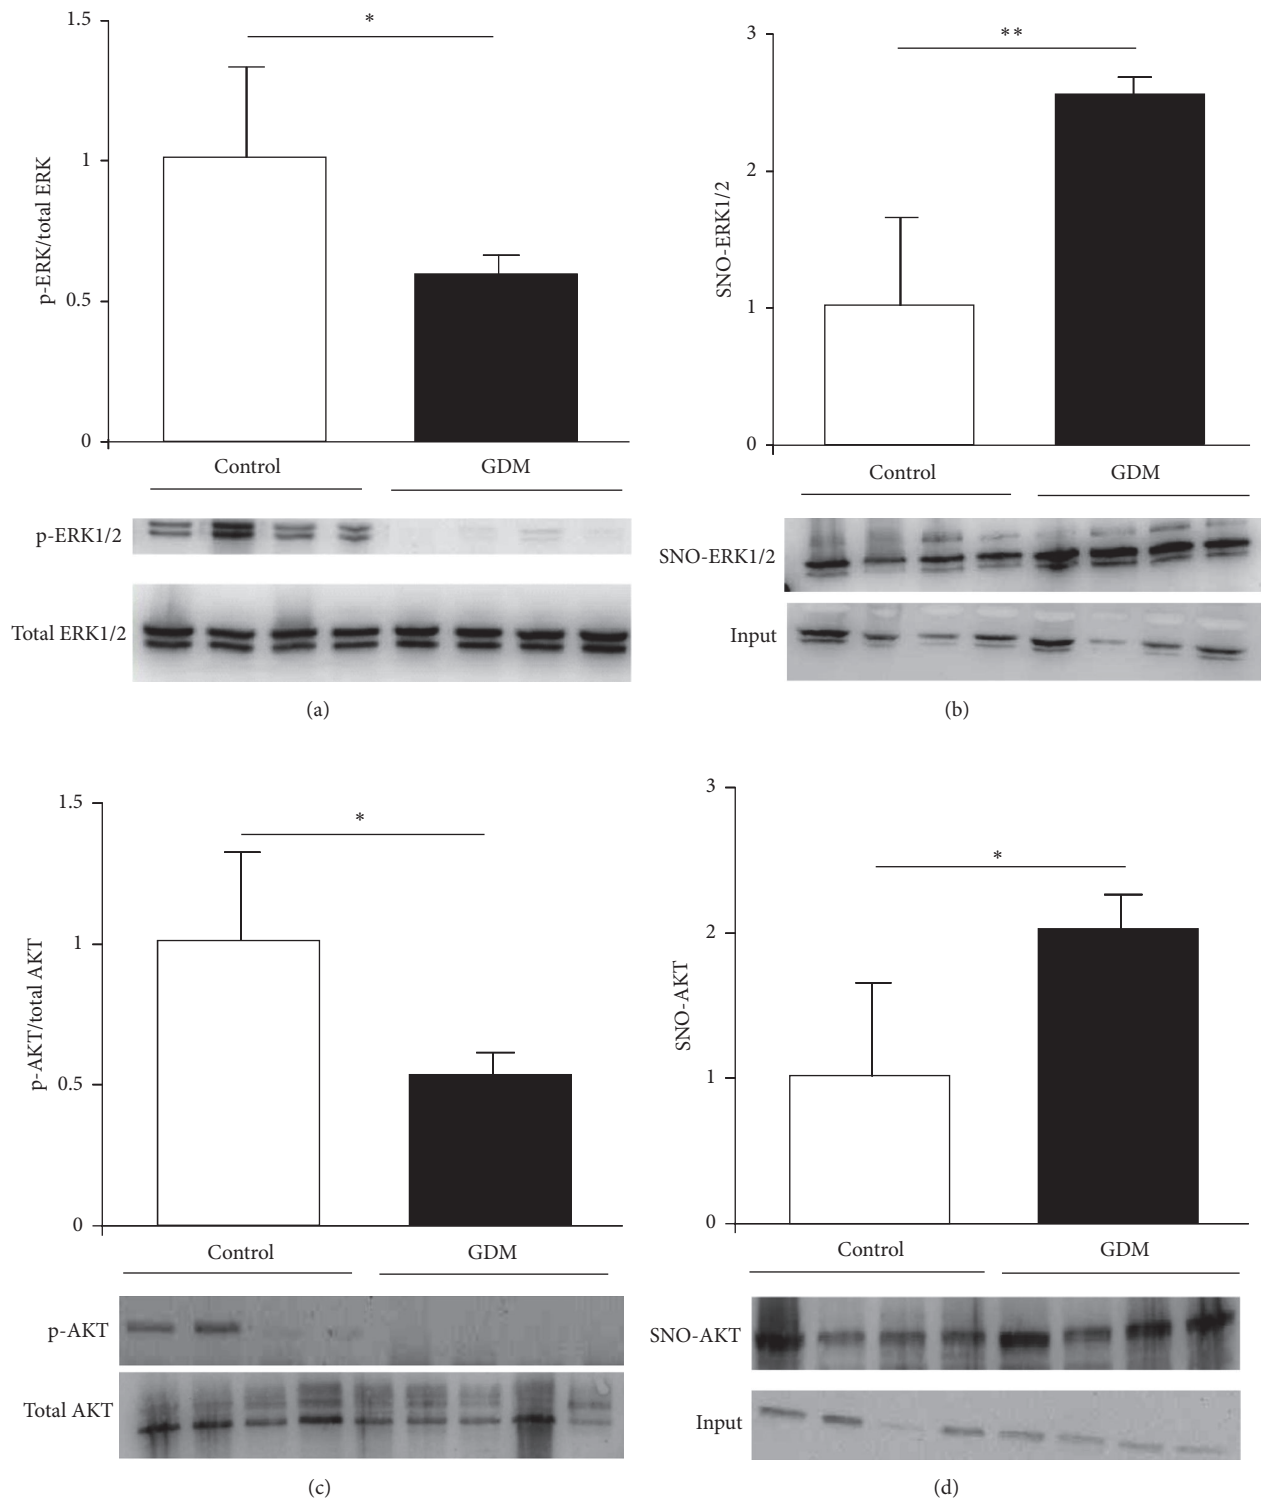 1.5
*
1
0.5
0
p-ERK/total ERK
Control GDM
p-ERK1/2
Total ERK1/2
(a)
3
**
2
1
0
SNO-ERK1/2
Control GDM
SNO-ERK1/2
Input
(b)
1.5
*
1
0.5
0
p-AKT/total AKT
Control GDM
p-AKT
Total AKT
(c)
3
*
2
1
0
SNO-AKT
Control GDM
SNO-AKT
Input
(d)